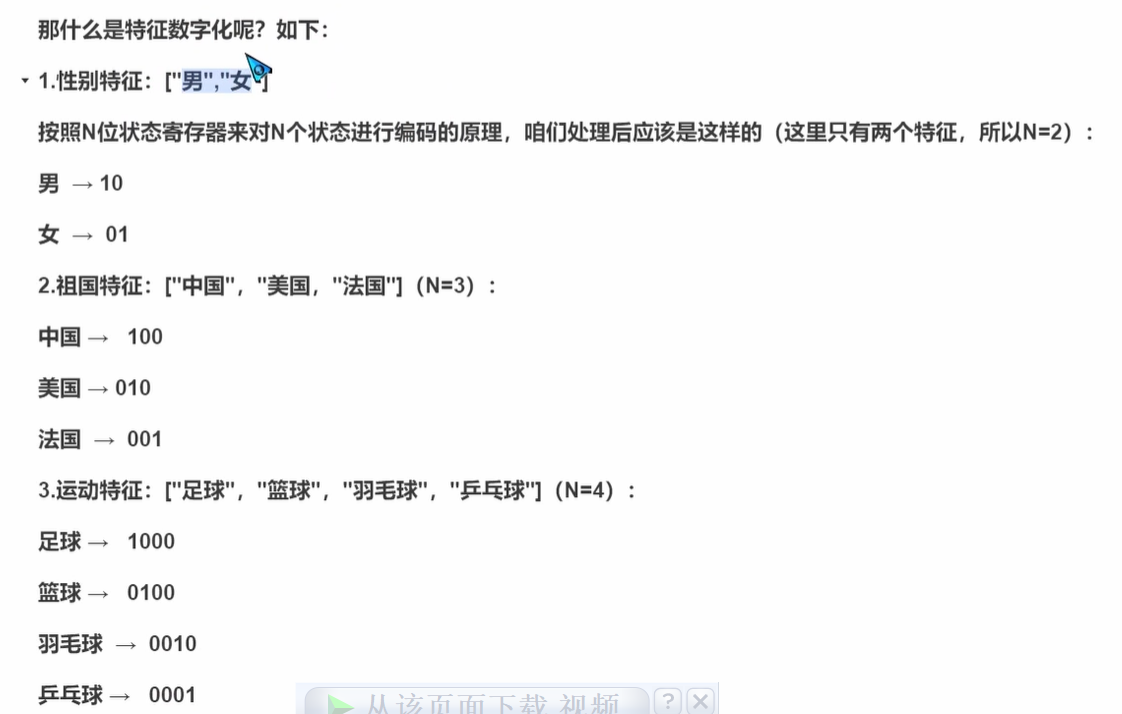 那什么是特征数字化呢？如下：
1.性别特征：["男","女"]
按照N位状态寄存器来对N个状态进行编码的原理，咱们处理后应该是这样的（这里只有两个特征，所以N=2）：
男 → 10
女 → 01
2.祖国特征：["中国"，"美国，"法国"]（N=3）：
中国 → 100
美国 → 010
法国 → 001
3.运动特征：["足球"，"篮球"，"羽毛球"，"乒乓球"]（N=4）：
足球 → 1000
篮球 → 0100
羽毛球 → 0010
乒乓球 → 0001
从该页面下载 视频 ? ×